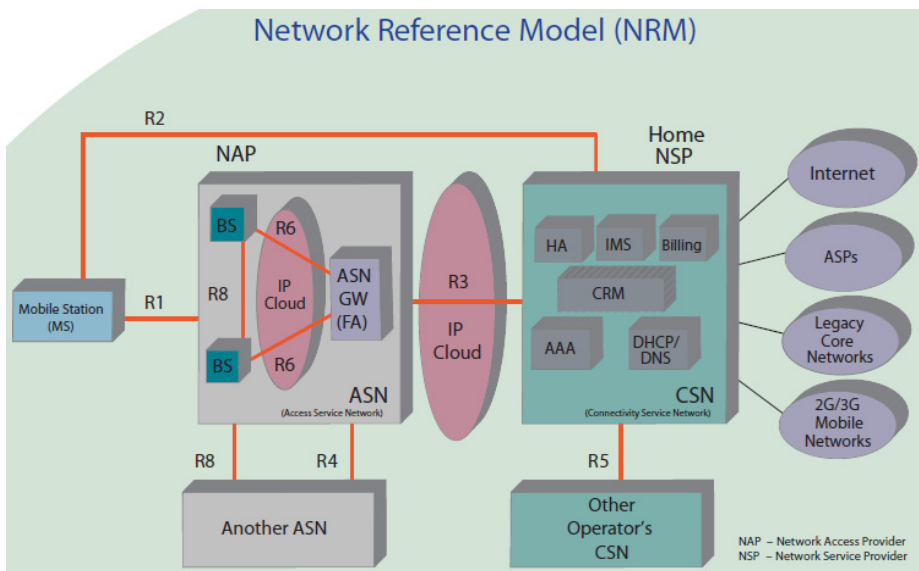 Network Reference Model (NRM)
R2
NAP
Home
NSP
Internet
BS
R6
HA
IMS
Billing
ASPs
Mobile Station
(MS)
R1
R8
IP
Cloud
ASN
GW
(FA)
R3
CRM
IP
Cloud
Legacy
Core
Networks
BS
R6
AAA
DHCP/
DNS
ASN
(Access Service Network)
CSN
(Connectivity Service Network)
2G/3G
Mobile
Networks
R8
R4
R5
Another ASN
Other
Operator's
CSN
NAP – Network Access Provider
NSP – Network Service Provider